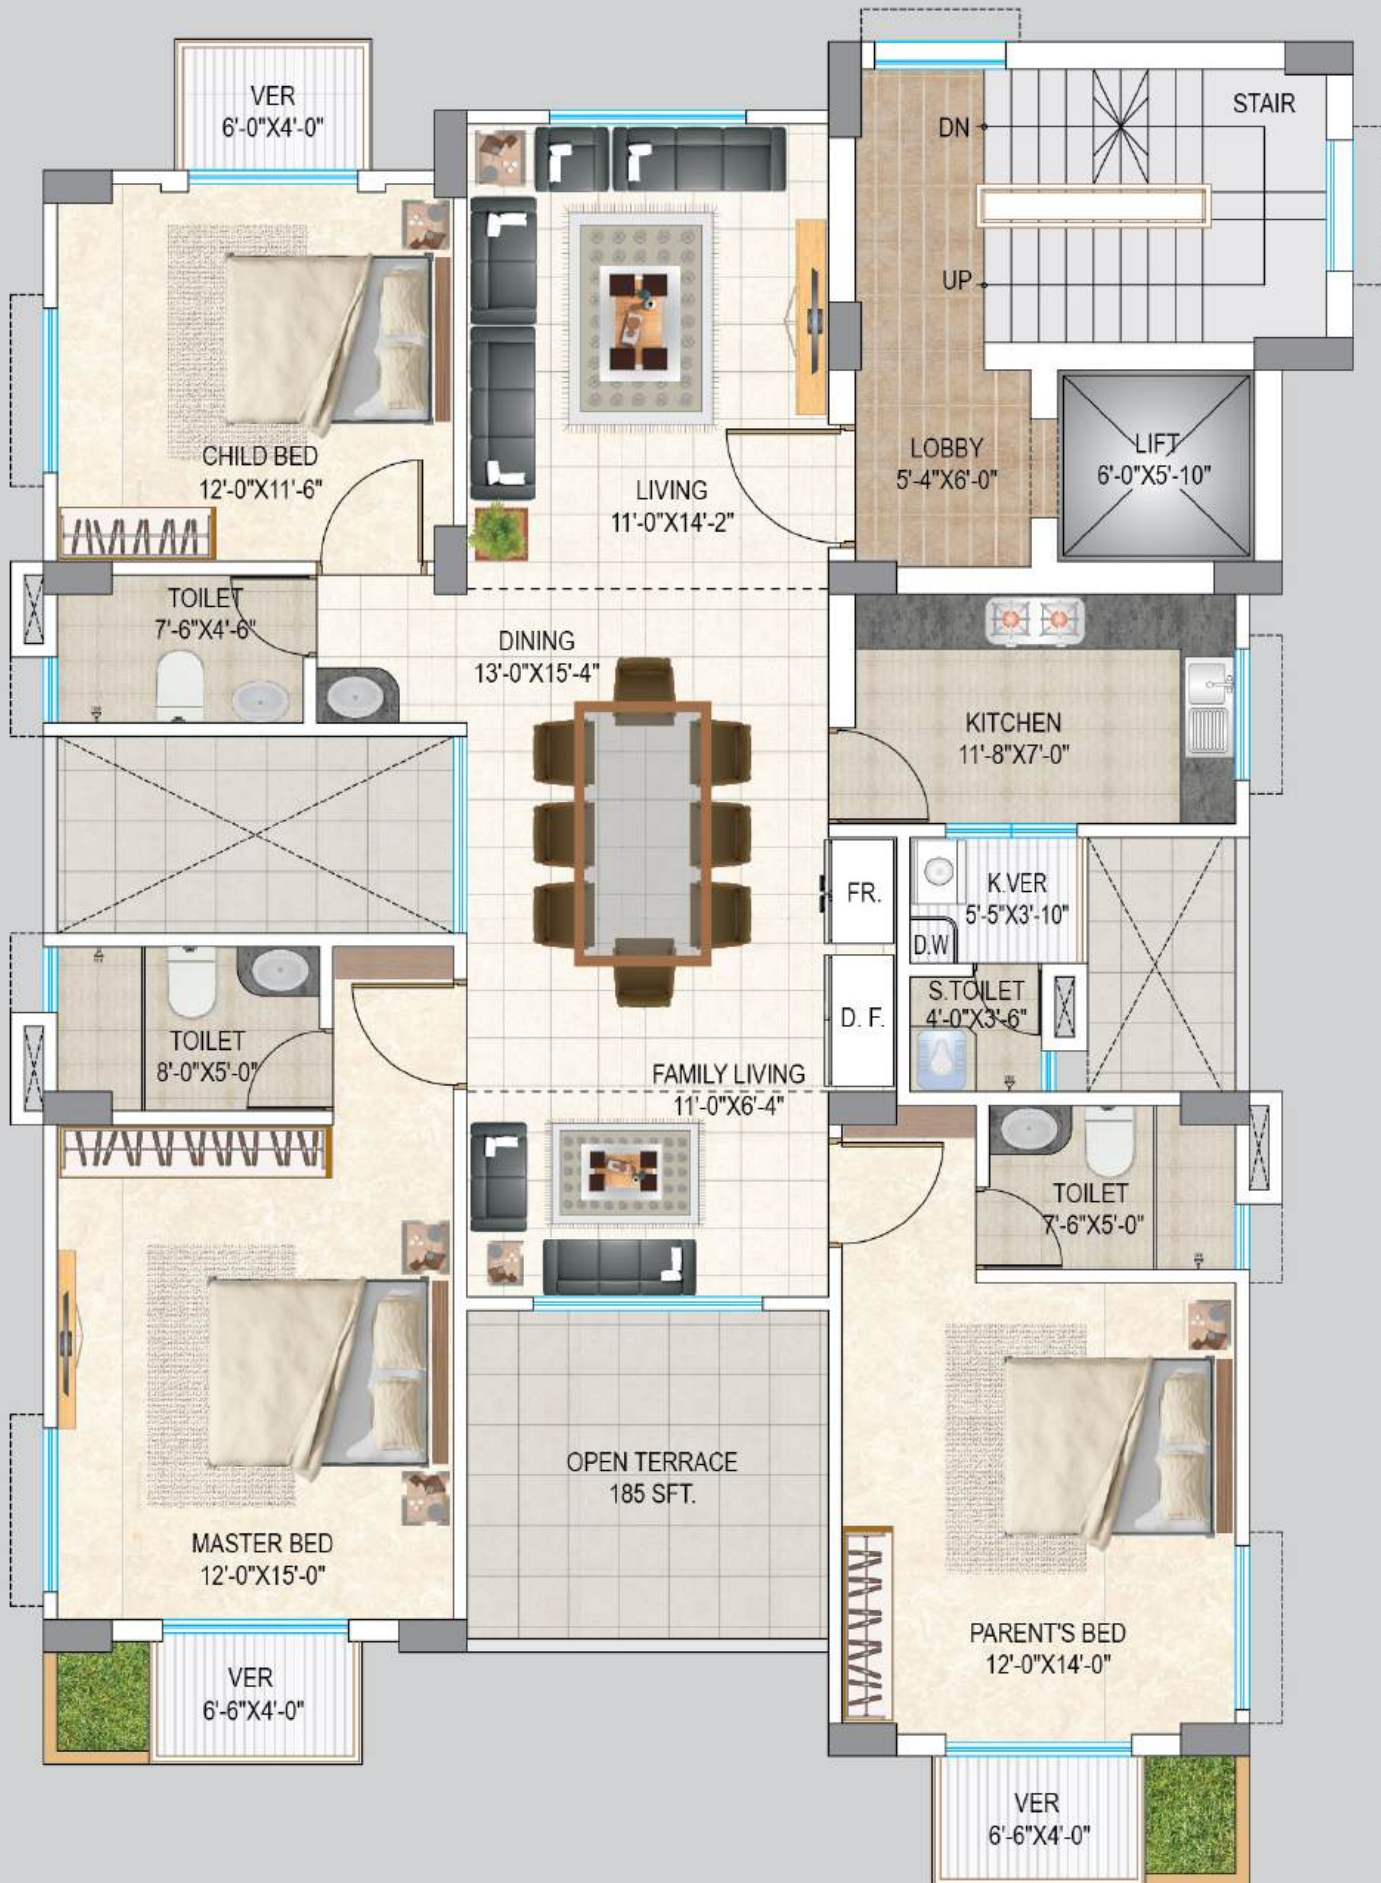 VER
6'-0"X4'-0"
STAIR
DN
UP
CHILD BED
12'-0"X11'-6"
LIVING
11'-0"X14'-2"
LOBBY
5'-4"X6'-0"
LIFT
6'-0"X5'-10"
TOILET
7'-6"X4'-6"
DINING
13'-0"X15'-4"
KITCHEN
11'-8"X7'-0"
FR.
K.VER
5'-5"X3'-10"
D.W
S.TOILET
4'-0"X3'-6"
D. F.
TOILET
8'-0"X5'-0"
FAMILY LIVING
11'-0"X6'-4"
TOILET
7'-6"X5'-0"
OPEN TERRACE
185 SFT.
MASTER BED
12'-0"X15'-0"
PARENT'S BED
12'-0"X14'-0"
VER
6'-6"X4'-0"
VER
6'-6"X4'-0"